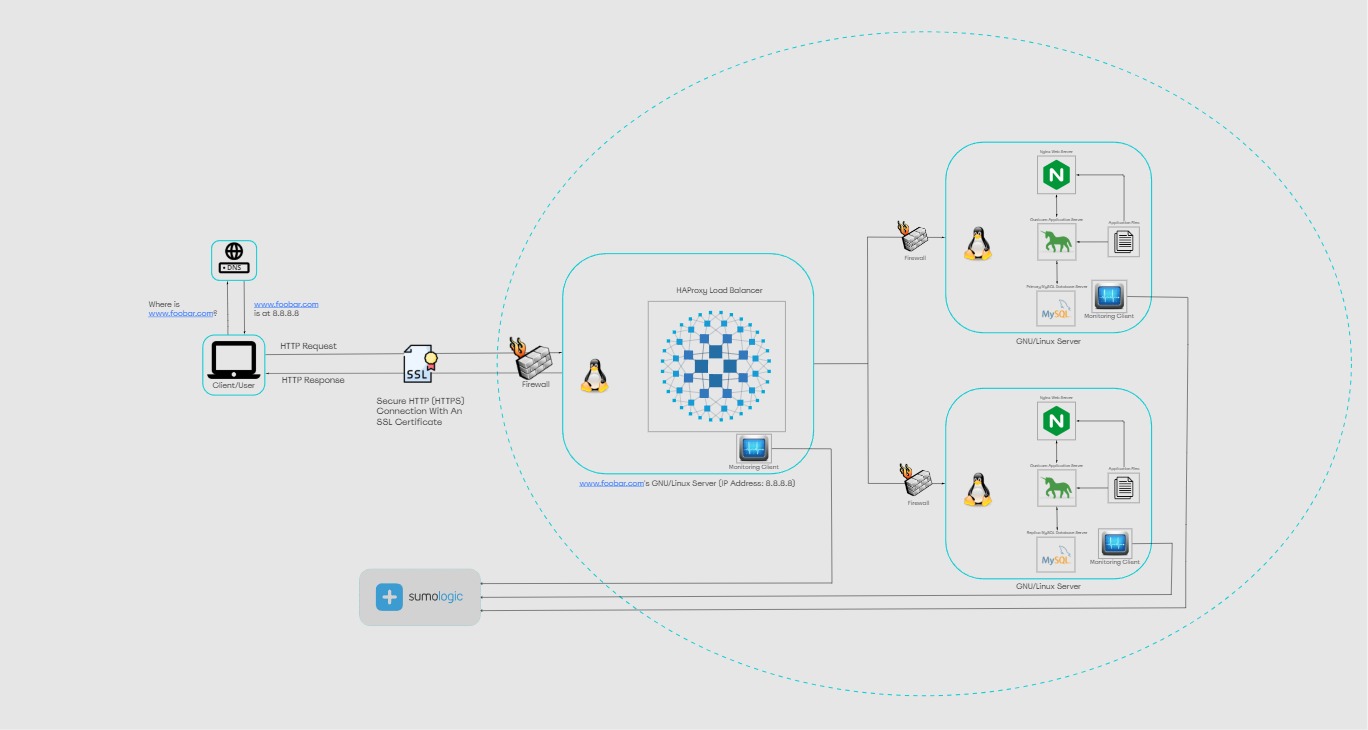 DNS
Where is
www.foobar.com?
www.foobar.com
is at 8.8.8.8
Client/User
HTTP Request
HTTP Response
SSL
Secure HTTP (HTTPS)
Connection With An
SSL Certificate
Firewall
HAProxy Load Balancer
Monitoring Client
www.foobar.com's GNU/Linux Server (IP Address: 8.8.8.8)
Firewall
Nginx Web Server
N
Application Server
Application Files
Primary MySQL Database Server
MySQL
Monitoring Client
GNU/Linux Server
Firewall
Nginx Web Server
N
Application Server
Application Files
Replica MySQL Database Server
MySQL
Monitoring Client
GNU/Linux Server
sumologic